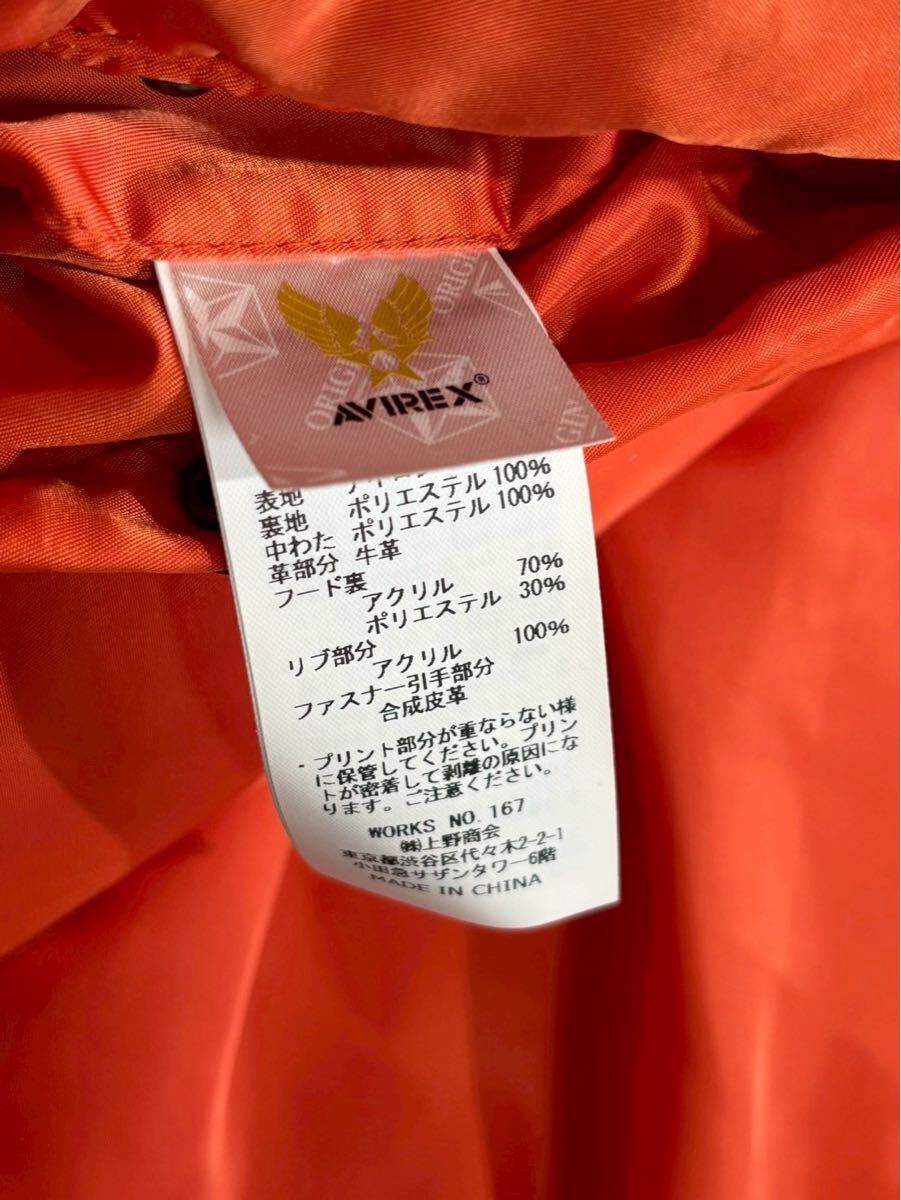 ORIGIN
AVIREX®
表地
裏地 ポリエステル 100%
中わた ポリエステル 100%
革部分 牛革
フード裏
アクリル 70%
ポリエステル 30%
リブ部分
アクリル 100%
ファスナー引手部分
合成皮革
・プリント部分が重ならない様
に保管してください。プリン
トが密着して剥離の原因にな
ります。ご注意ください。
WORKS NO.167
㈱上野商会
東京都渋谷区代々木2-2-1
小田急サザンタワー6階
MADE IN CHINA